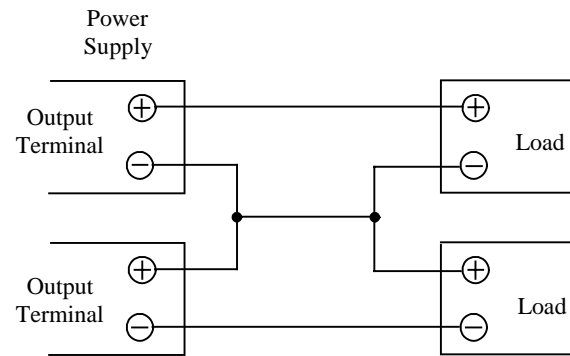 Power
Supply
+
Output
Terminal
−
+
Load
−
+
Output
Terminal
−
+
Load
−